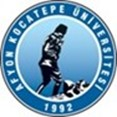 AFYON KOCATEPE ÜNİVERSİTESİ
1992